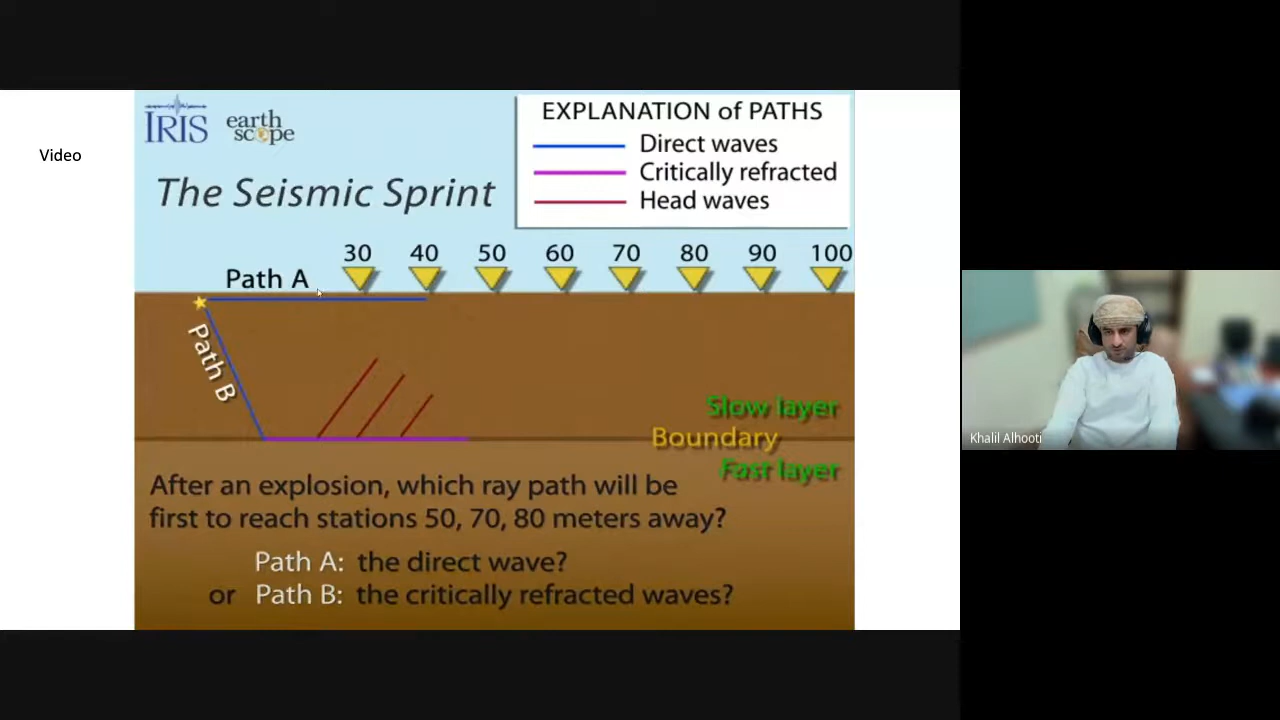 Video
IRIS
earth
scope
The Seismic Sprint
EXPLANATION of PATHS
Direct waves
Critically refracted
Head waves
30 40 50 60 70 80 90 100
Path A
Path B
Slow layer
Boundary
Fast layer
After an explosion, which ray path will be
first to reach stations 50, 70, 80 meters away?
Path A: the direct wave?
or Path B: the critically refracted waves?
Khalil Alhooti